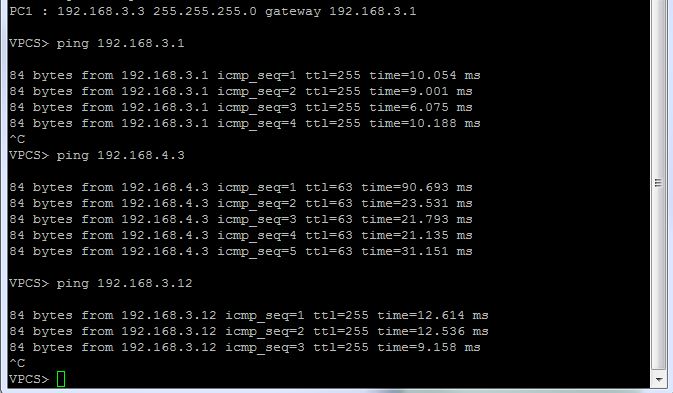 PC1 : 192.168.3.3 255.255.255.0 gateway 192.168.3.1
VPCS> ping 192.168.3.1
84 bytes from 192.168.3.1 icmp_seq=1 ttl=255 time=10.054 ms
84 bytes from 192.168.3.1 icmp_seq=2 ttl=255 time=9.001 ms
84 bytes from 192.168.3.1 icmp_seq=3 ttl=255 time=6.075 ms
84 bytes from 192.168.3.1 icmp_seq=4 ttl=255 time=10.188 ms
^C
VPCS> ping 192.168.4.3
84 bytes from 192.168.4.3 icmp_seq=1 ttl=63 time=90.693 ms
84 bytes from 192.168.4.3 icmp_seq=2 ttl=63 time=23.531 ms
84 bytes from 192.168.4.3 icmp_seq=3 ttl=63 time=21.793 ms
84 bytes from 192.168.4.3 icmp_seq=4 ttl=63 time=21.135 ms
84 bytes from 192.168.4.3 icmp_seq=5 ttl=63 time=31.151 ms
VPCS> ping 192.168.3.12
84 bytes from 192.168.3.12 icmp_seq=1 ttl=255 time=12.614 ms
84 bytes from 192.168.3.12 icmp_seq=2 ttl=255 time=12.536 ms
84 bytes from 192.168.3.12 icmp_seq=3 ttl=255 time=9.158 ms
^C
VPCS>